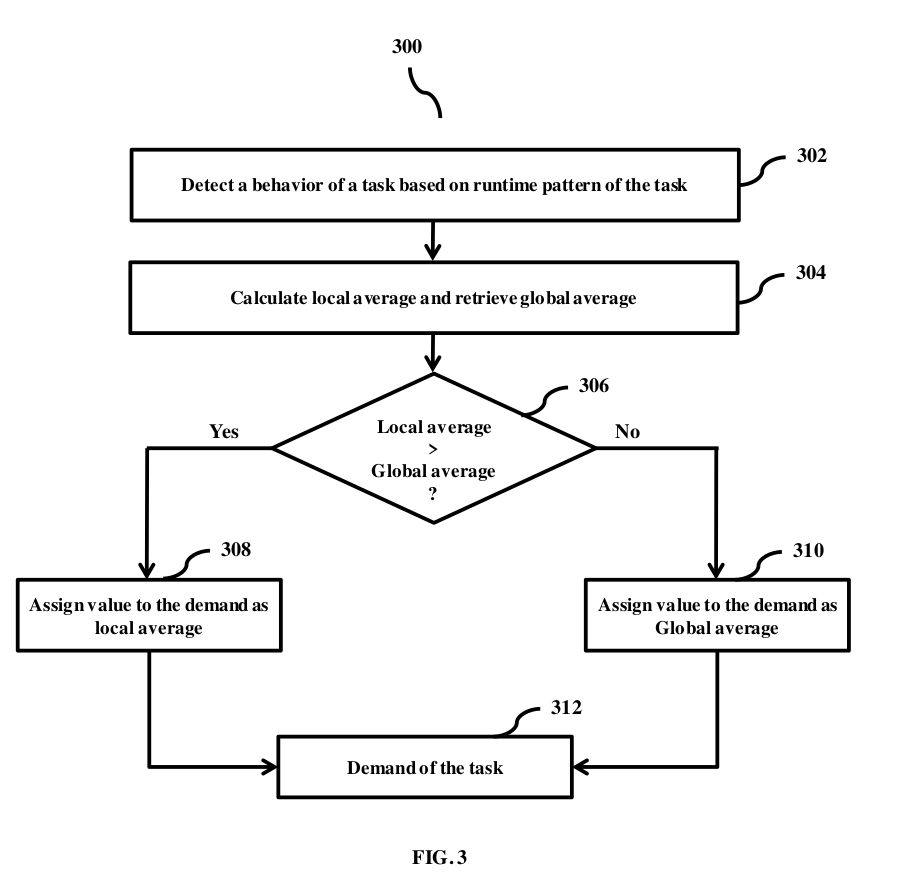 300
302
Detect a behavior of a task based on runtime pattern of the task
304
Calculate local average and retrieve global average
306
Local average
>
Global average
?
Yes
No
308
310
Assign value to the demand as
local average
Assign value to the demand as
Global average
312
Demand of the task
FIG. 3